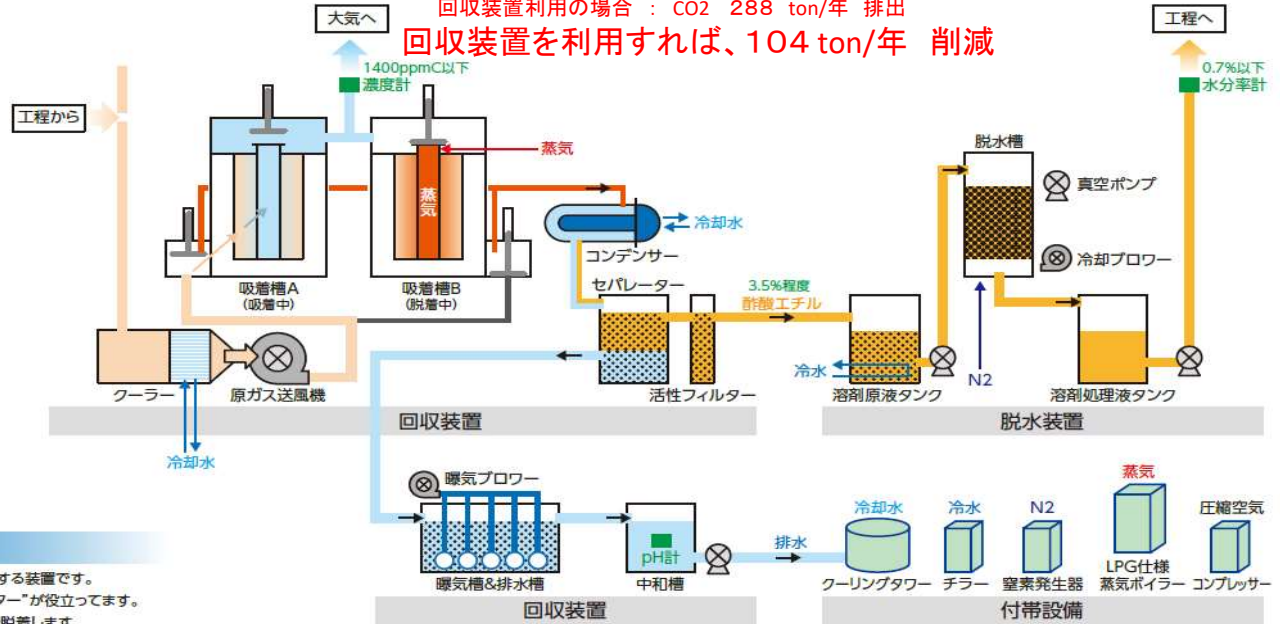 回収装置利用の場合 : CO2 288 ton/年 排出
回収装置を利用すれば、104 ton/年 削減
大気へ
工程へ
1400ppmC以下
濃度計
0.7%以下
水分率計
工程から
蒸気
蒸気
脱水槽
真空ポンプ
冷却水
コンデンサー
冷却ブロワー
吸着槽A
(吸着中)
吸着槽B
(脱着中)
セパレーター
3.5%程度
酢酸エチル
冷水
N2
クーラー
原ガス送風機
活性フィルター
溶剤原液タンク
溶剤処理液タンク
回収装置
脱水装置
冷却水
曝気ブロワー
pH計
排水
曝気槽&排水槽
中和槽
回収装置
冷却水
冷水
N2
蒸気
圧縮空気
クーリングタワー
チラー
窒素発生器
LPG仕様
蒸気ボイラー
コンプレッサー
付帯設備
する装置です。
ター"が役立ってます。
脱着します